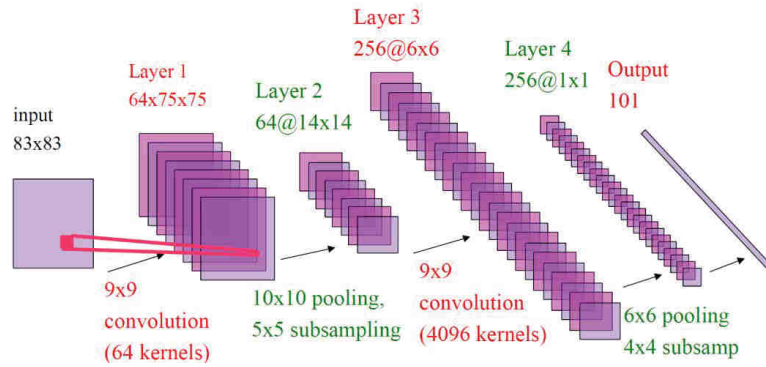 input
83x83
Layer 1
64x75x75
Layer 2
64@14x14
Layer 3
256@6x6
Layer 4
256@1x1
Output
101
9x9
convolution
(64 kernels)
10x10 pooling,
5x5 subsampling
9x9
convolution
(4096 kernels)
6x6 pooling
4x4 subsamp